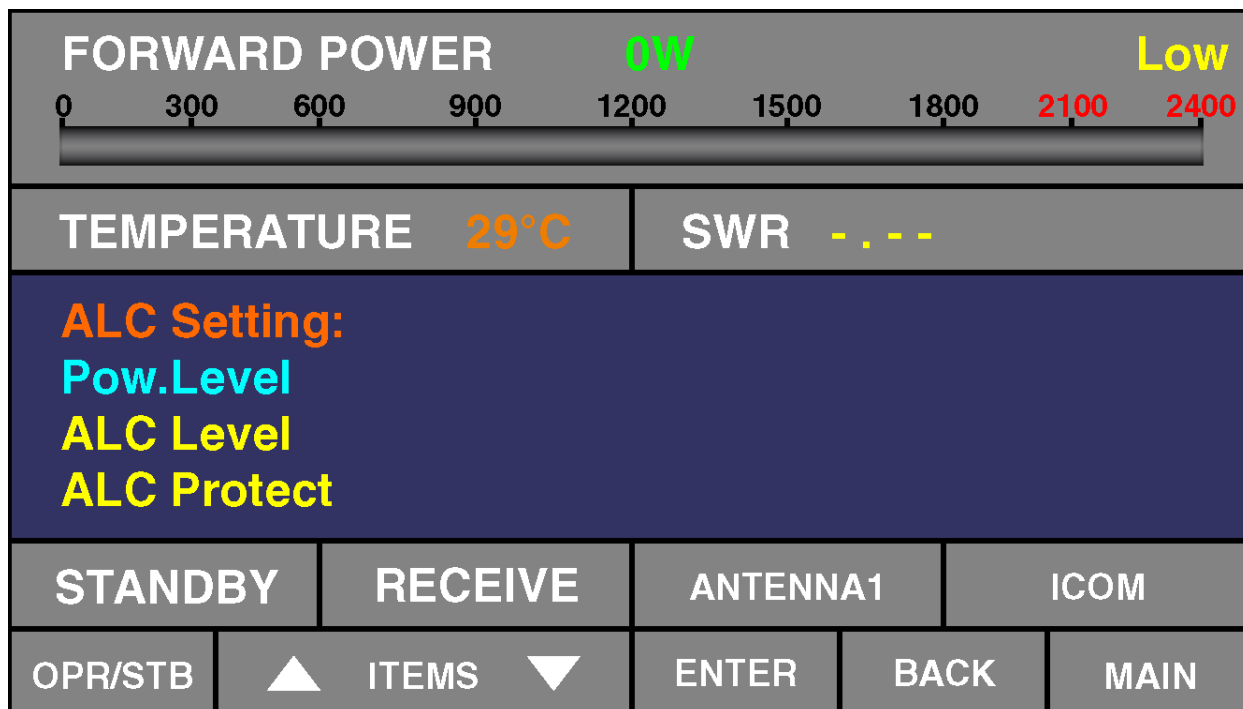 FORWARD POWER 0W Low
0 300 600 900 1200 1500 1800 2100 2400
TEMPERATURE 29°C SWR -.--
ALC Setting:
Pow.Level
ALC Level
ALC Protect
STANDBY RECEIVE ANTENNA1 ICOM
OPR/STB ▲ ITEMS ▼ ENTER BACK MAIN